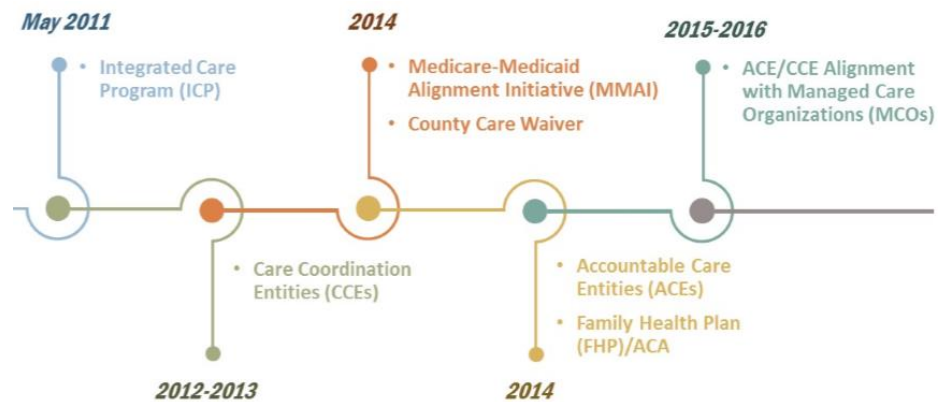 May 2011
• Integrated Care
Program (ICP)
2012-2013
• Care Coordination
Entities (CCEs)
2014
• Medicare-Medicaid
Alignment Initiative (MMAI)
• County Care Waiver
2014
• Accountable Care
Entities (ACEs)
• Family Health Plan
(FHP)/ACA
2015-2016
• ACE/CCE Alignment
with Managed Care
Organizations (MCOs)